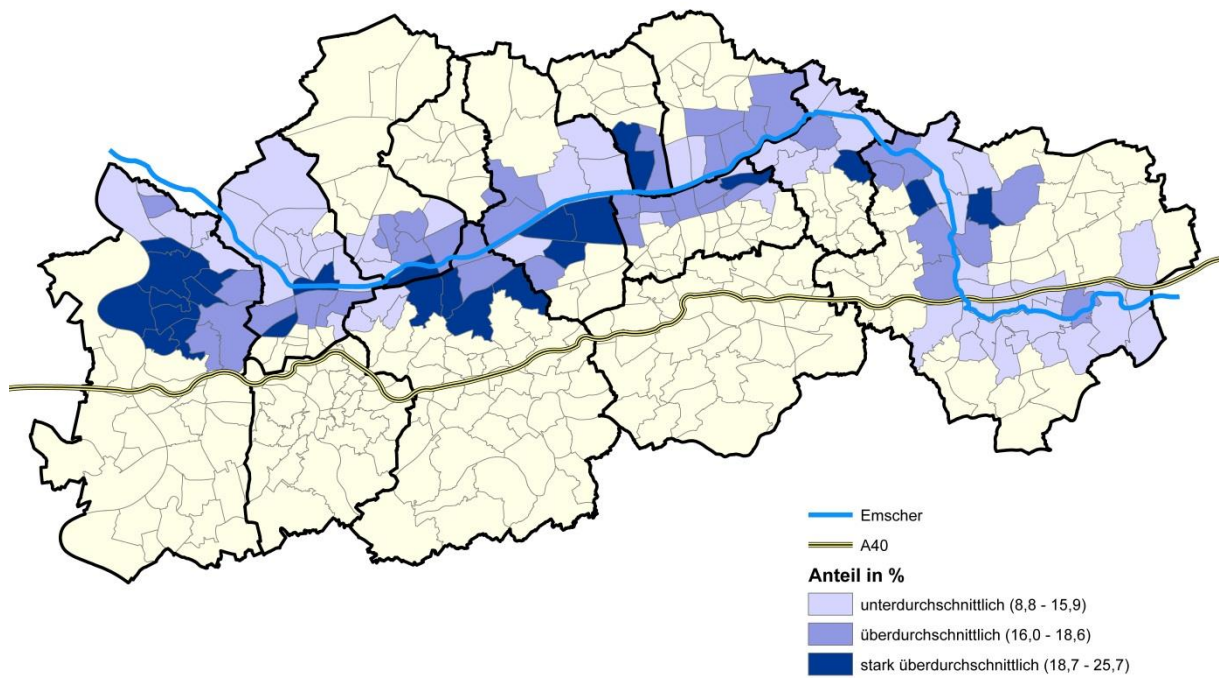 Emscher
A40
Anteil in %
unterdurchschnittlich (8,8 - 15,9)
überdurchschnittlich (16,0 - 18,6)
stark überdurchschnittlich (18,7 - 25,7)